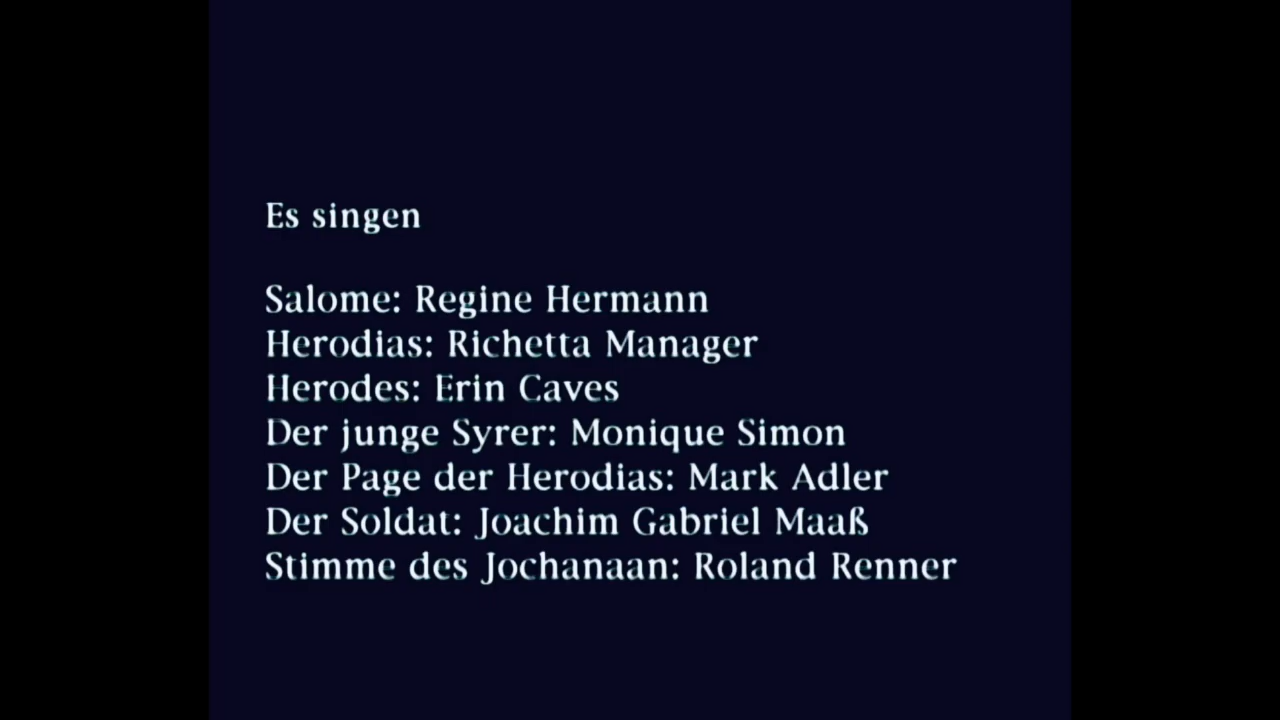 Es singen
Salome: Regine Hermann
Herodias: Richetta Manager
Herodes: Erin Caves
Der junge Syrer: Monique Simon
Der Page der Herodias: Mark Adler
Der Soldat: Joachim Gabriel Maaß
Stimme des Jochanaan: Roland Renner